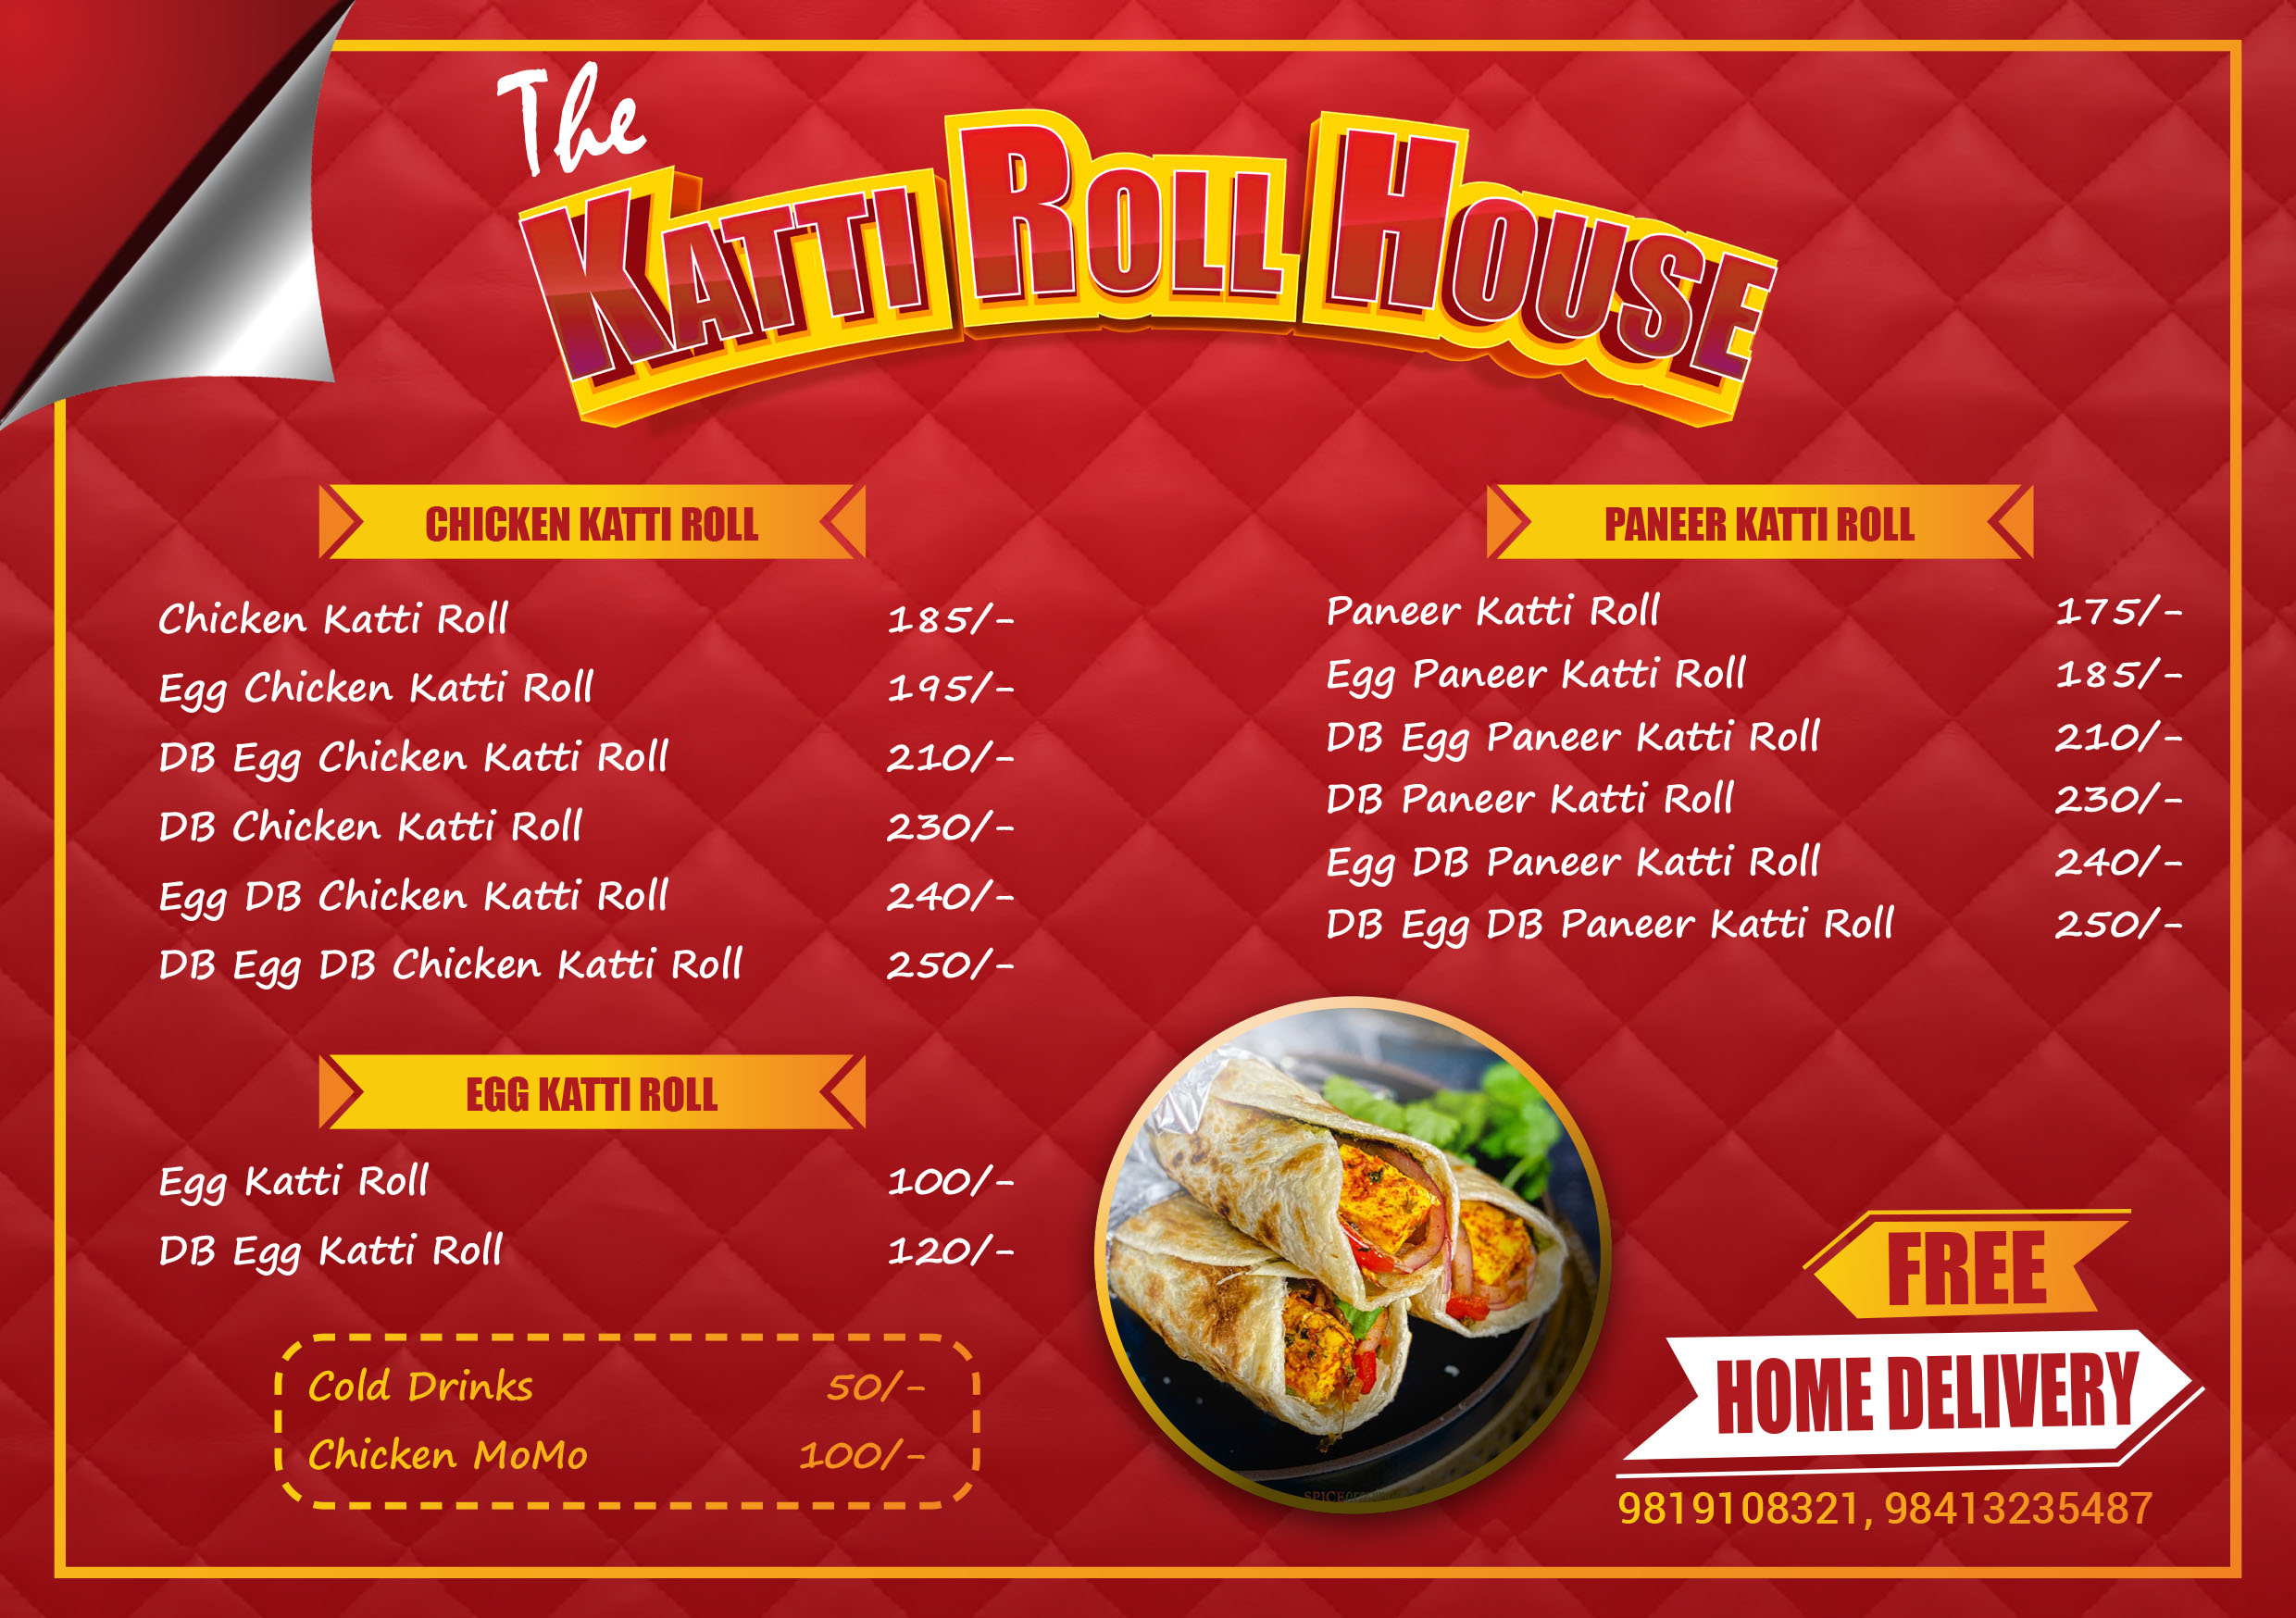 The
KATTI ROLL HOUSE
CHICKEN KATTI ROLL
Chicken Katti Roll 185/-
Egg Chicken Katti Roll 195/-
DB Egg Chicken Katti Roll 210/-
DB Chicken Katti Roll 230/-
Egg DB Chicken Katti Roll 240/-
DB Egg DB Chicken Katti Roll 250/-
EGG KATTI ROLL
Egg Katti Roll 100/-
DB Egg Katti Roll 120/-
Cold Drinks 50/-
Chicken MoMo 100/-
PANEER KATTI ROLL
Paneer Katti Roll 175/-
Egg Paneer Katti Roll 185/-
DB Egg Paneer Katti Roll 210/-
DB Paneer Katti Roll 230/-
Egg DB Paneer Katti Roll 240/-
DB Egg DB Paneer Katti Roll 250/-
FREE
HOME DELIVERY
9819108321, 98413235487